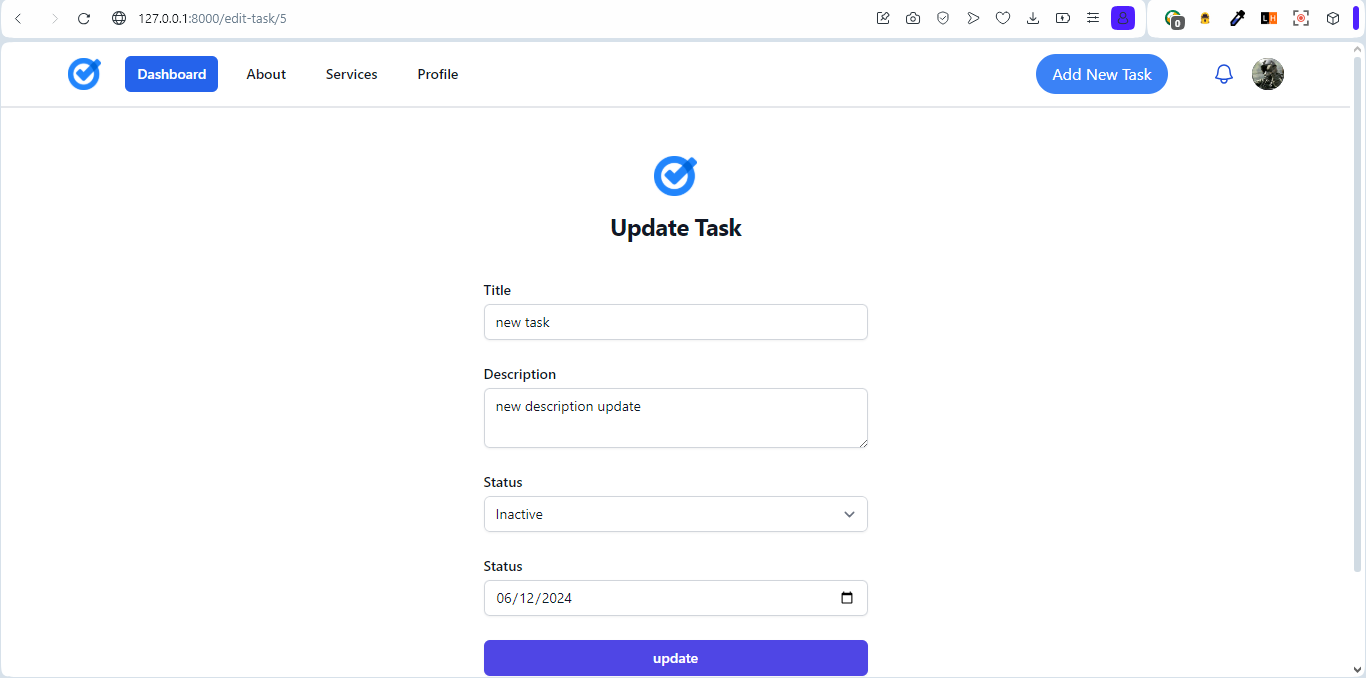 127.0.0.1:8000/edit-task/5
0
LH
Dashboard About Services Profile Add New Task
Update Task
Title
new task
Description
new description update
Status
Inactive
Status
06/12/2024
update